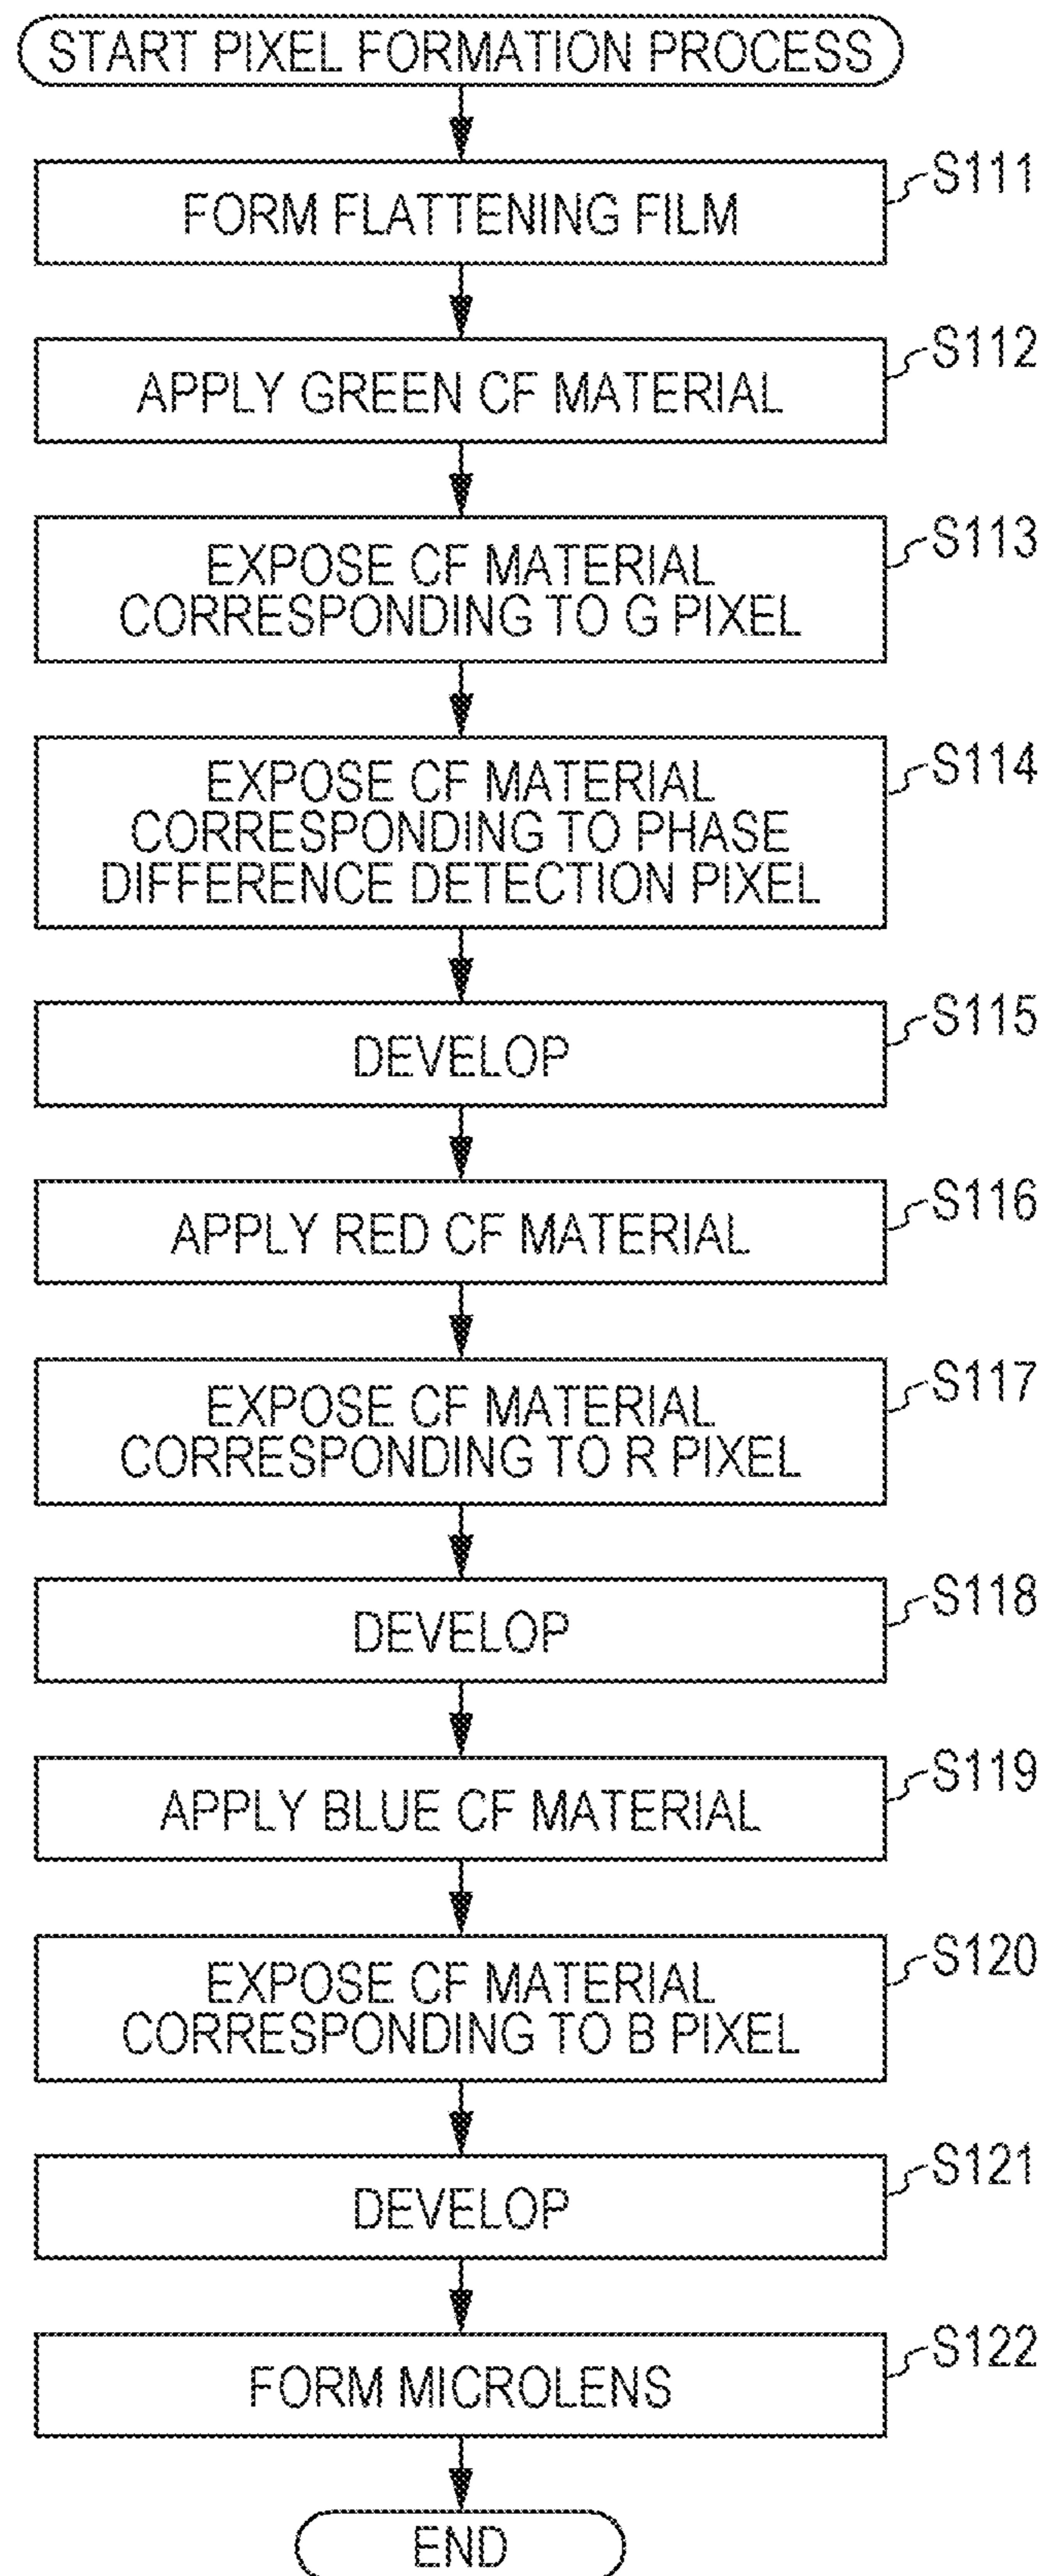 START PIXEL FORMATION PROCESS
FORM FLATTENING FILM
S111
APPLY GREEN CF MATERIAL
S112
EXPOSE CF MATERIAL
CORRESPONDING TO G PIXEL
S113
EXPOSE CF MATERIAL
CORRESPONDING TO PHASE
DIFFERENCE DETECTION PIXEL
S114
DEVELOP
S115
APPLY RED CF MATERIAL
S116
EXPOSE CF MATERIAL
CORRESPONDING TO R PIXEL
S117
DEVELOP
S118
APPLY BLUE CF MATERIAL
S119
EXPOSE CF MATERIAL
CORRESPONDING TO B PIXEL
S120
DEVELOP
S121
FORM MICROLENS
S122
END